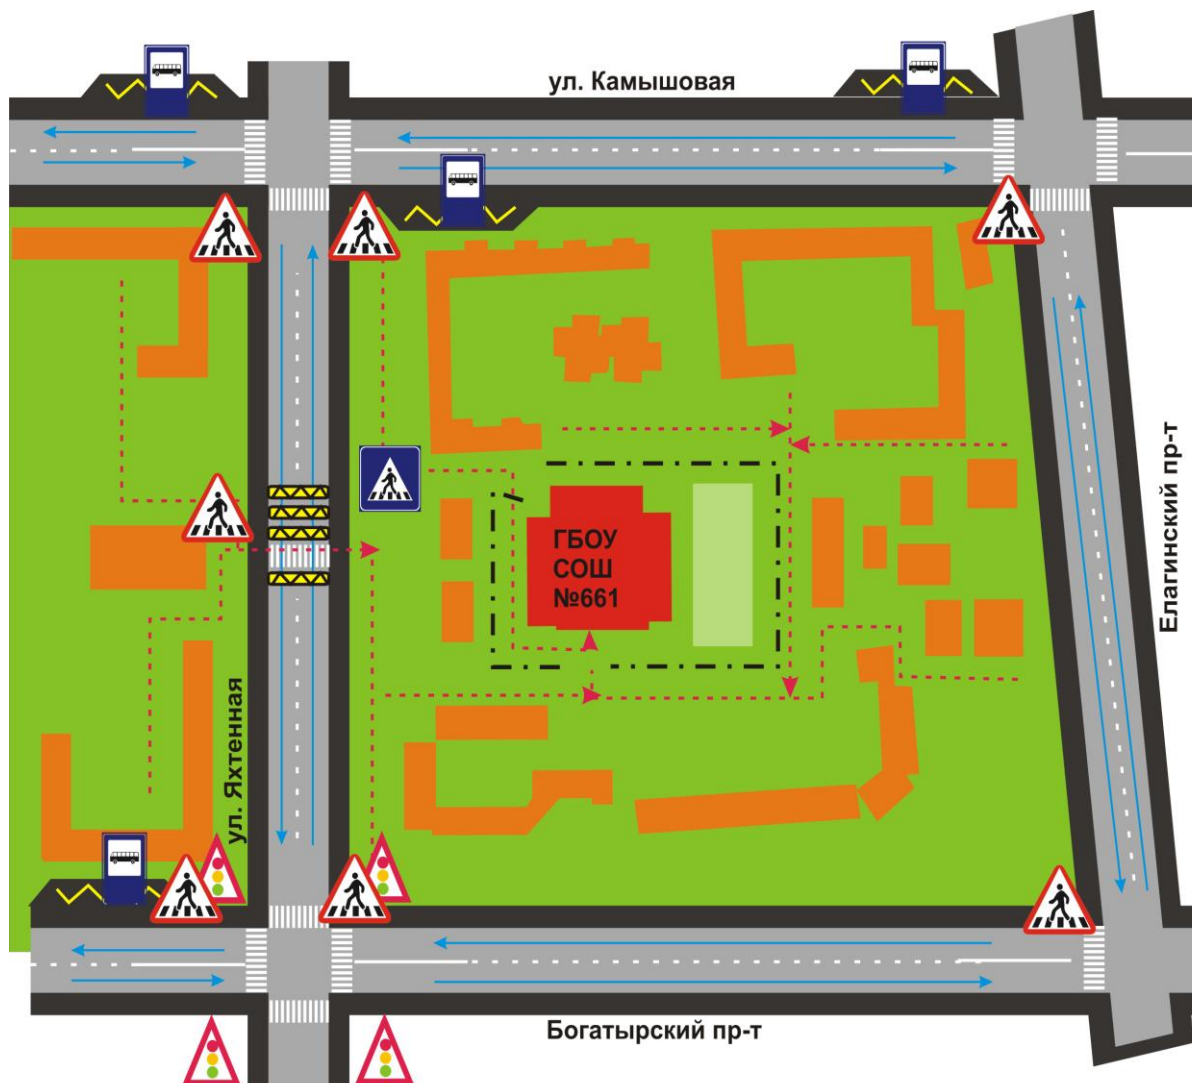 ул. Камышовая
ГБОУ
СОШ
№661
Елагинский пр-т
ул. Яхтенная
Богатырский пр-т